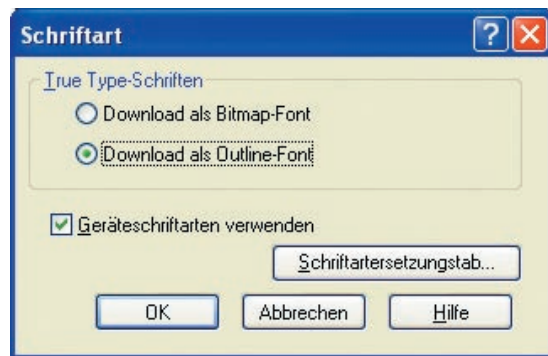 Schriftart
True Type-Schriften
Download als Bitmap-Font
Download als Outline-Font
Geräteschriftarten verwenden
Schriftartersetzungstab...
OK Abbrechen Hilfe